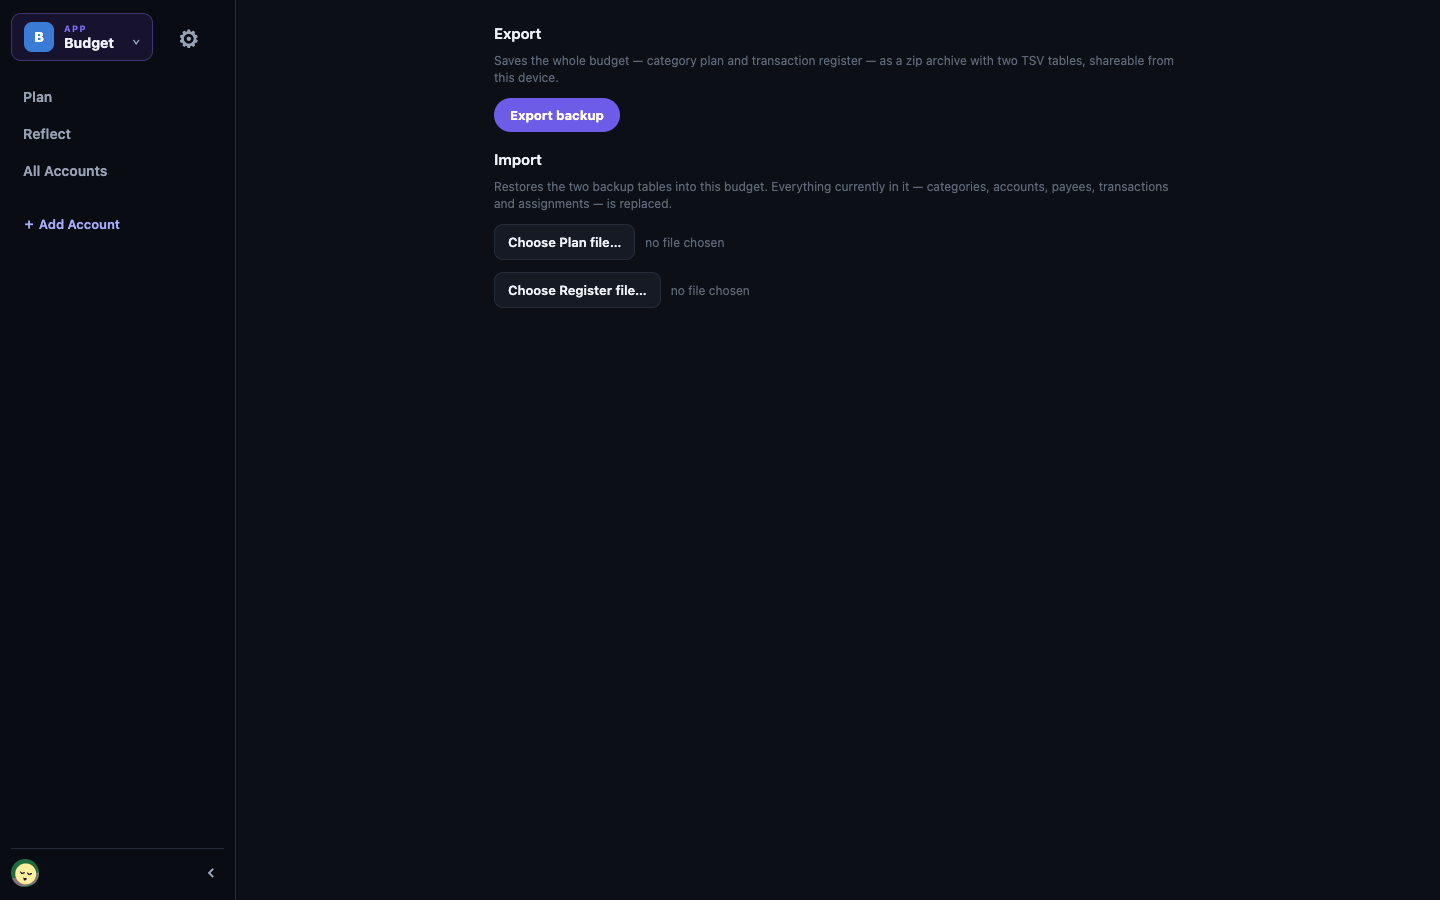 B
APP
Budget
Plan
Reflect
All Accounts
+ Add Account
Export
Saves the whole budget — category plan and transaction register — as a zip archive with two TSV tables, shareable from
this device.
Export backup
Import
Restores the two backup tables into this budget. Everything currently in it — categories, accounts, payees, transactions
and assignments — is replaced.
Choose Plan file... no file chosen
Choose Register file... no file chosen